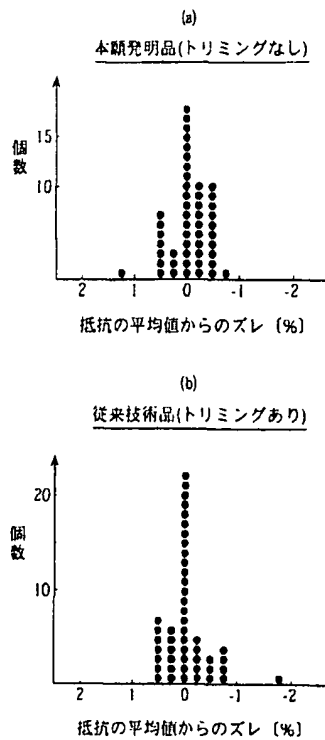 (a)
本願発明品(トリミングなし)
個数
15
10
2 1 0 -1 -2
抵抗の平均値からのズレ〔%〕
(b)
従来技術品(トリミングあり)
個数
20
10
2 1 0 -1 -2
抵抗の平均値からのズレ〔%〕